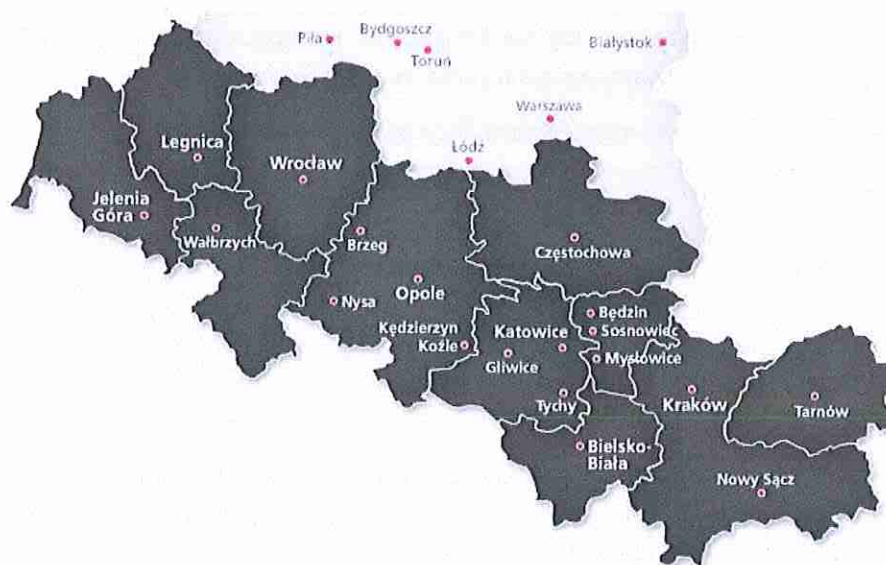 Piła
Bydgoszcz
Toruń
Białystok
Warszawa
Łódź
Legnica
Wrocław
Jelenia
Góra
Wałbrzych
Brzeg
Częstochowa
Opole
Nysa
Kędzierzyn
Koźle
Katowice
Gliwice
Będzin
Sosnowiec
Mysłowice
Tychy
Kraków
Tarnów
Bielsko-
Biała
Nowy Sącz